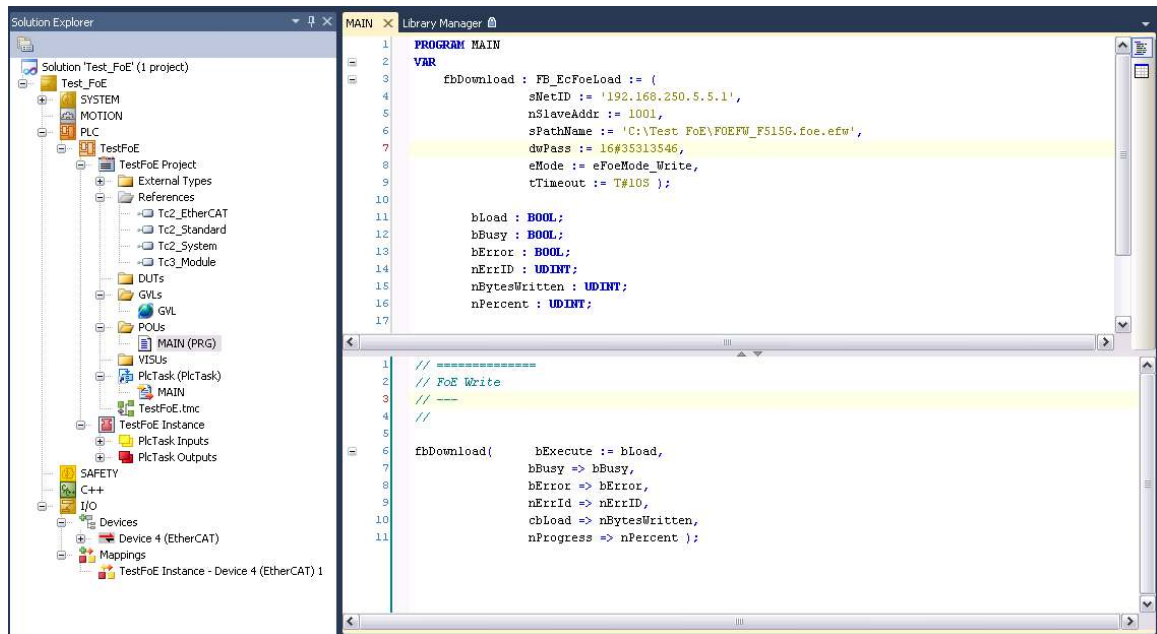 Solution Explorer
Solution 'Test_FoE' (1 project)
Test_FoE
SYSTEM
MOTION
PLC
TestFoE
TestFoE Project
External Types
References
Tc2_EtherCAT
Tc2_Standard
Tc2_System
Tc3_Module
DUTs
GVLs
GVL
POUs
MAIN (PRG)
VISUs
PlcTask (PlcTask)
MAIN
TestFoE.tmc
TestFoE Instance
PlcTask Inputs
PlcTask Outputs
SAFETY
C++
I/O
Devices
Device 4 (EtherCAT)
Mappings
TestFoE Instance - Device 4 (EtherCAT) 1
MAIN Library Manager
1 PROGRAM MAIN
2 VAR
3 fbDownload : FB_EcFoeLoad := (
4 sNetID := '192.168.250.5.5.1',
5 nSlaveAddr := 1001,
6 sPathName := 'C:\Test FoE\FOEFW_F515G.foe.efw',
7 dwPass := 16#35313546,
8 eMode := eFoeMode_Write,
9 tTimeout := T#10S );
10
11 bLoad : BOOL;
12 bBusy : BOOL;
13 bError : BOOL;
14 nErrID : UDINT;
15 nBytesWritten : UDINT;
16 nPercent : UDINT;
17
1 // ==============
2 // FoE Write
3 // ---
4 //
5
6 fbDownload( bExecute := bLoad,
7 bBusy => bBusy,
8 bError => bError,
9 nErrId => nErrID,
10 cbLoad => nBytesWritten,
11 nProgress => nPercent );